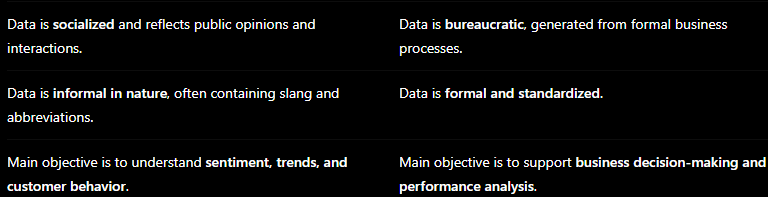 Data is socialized and reflects public opinions and
interactions.
Data is bureaucratic, generated from formal business
processes.
Data is informal in nature, often containing slang and
abbreviations.
Data is formal and standardized.
Main objective is to understand sentiment, trends, and
customer behavior.
Main objective is to support business decision-making and
performance analysis.